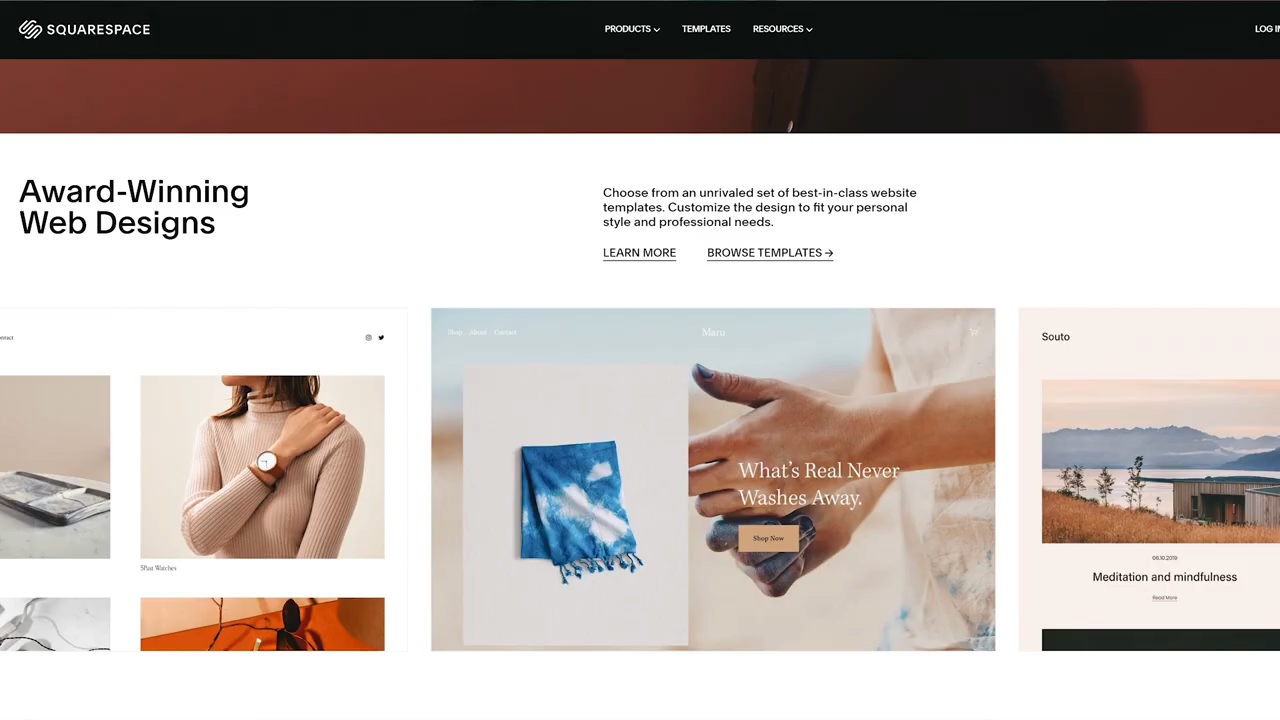 SQUARESPACE
PRODUCTS
TEMPLATES
RESOURCES
LOG IN
Award-Winning
Web Designs
Choose from an unrivaled set of best-in-class website
templates. Customize the design to fit your personal
style and professional needs.
LEARN MORE
BROWSE TEMPLATES →
Shop About Contact
Maru
What's Real Never
Washes Away.
Shop Now
5Past Watches
Souto
06.10.2019
Meditation and mindfulness
Read More